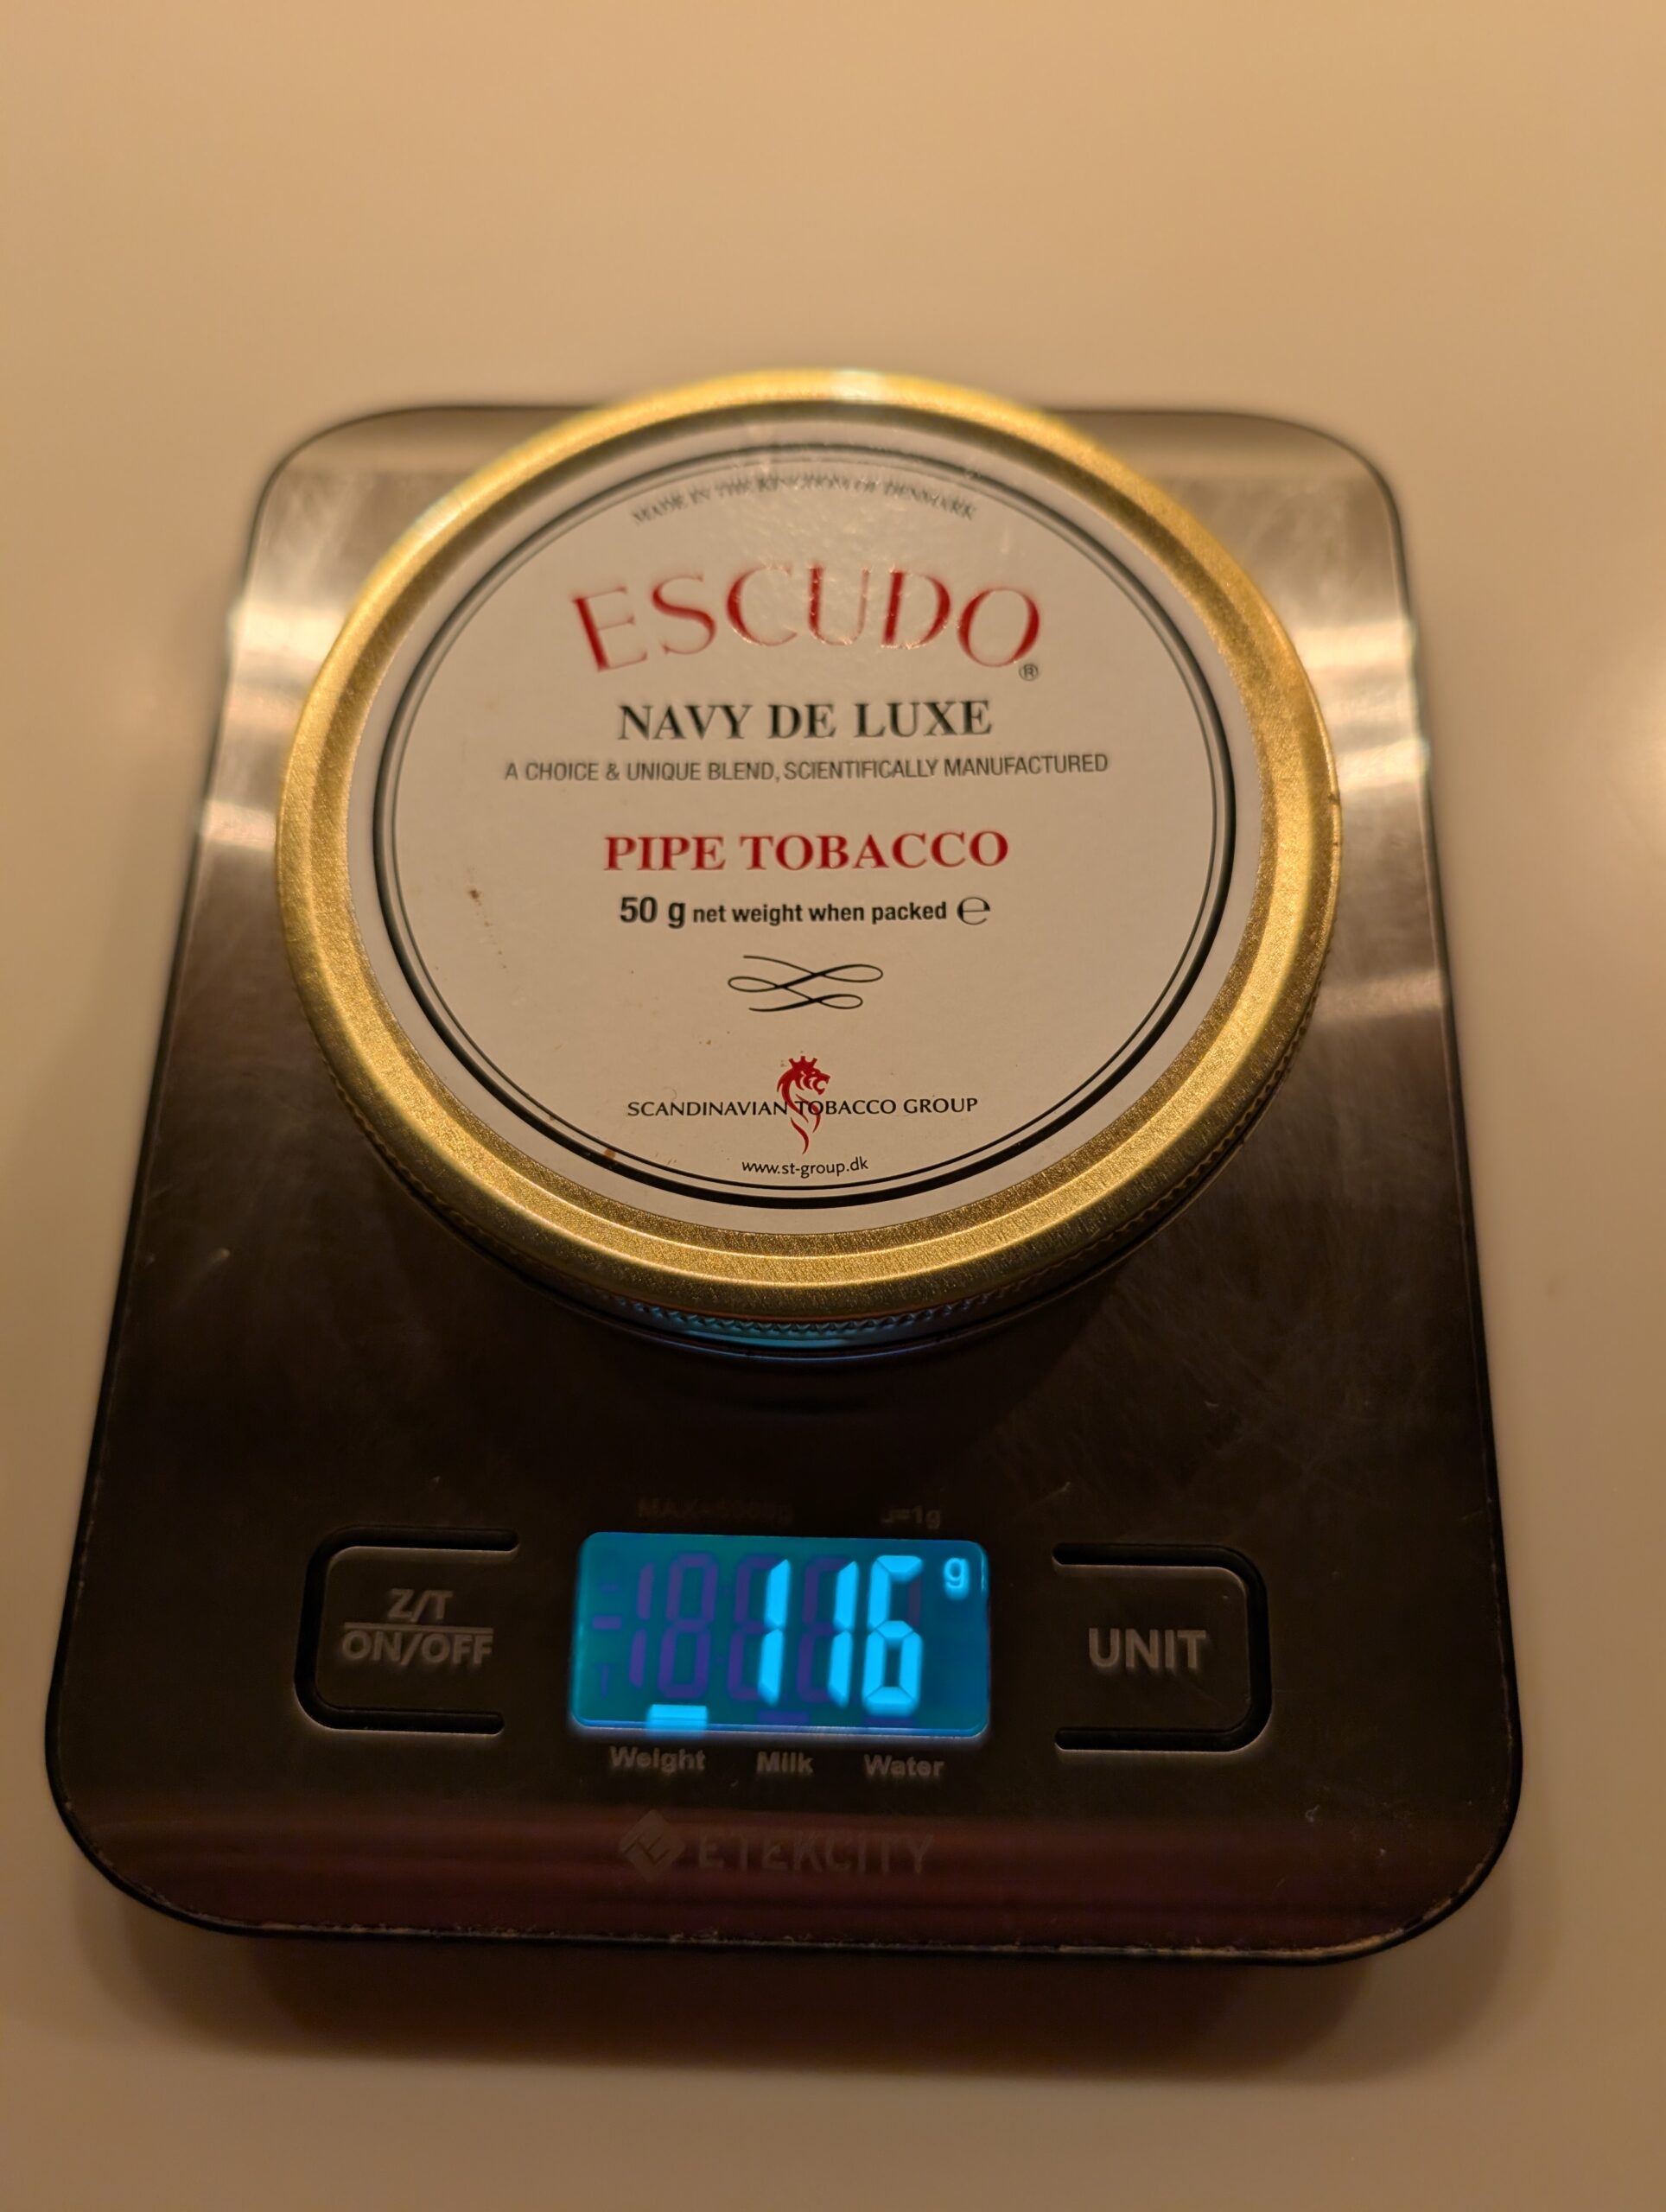 MADE IN THE KINGDOM OF DENMARK
ESCUDO®
NAVY DE LUXE
A CHOICE & UNIQUE BLEND, SCIENTIFICALLY MANUFACTURED
PIPE TOBACCO
50 g net weight when packed ℮
SCANDINAVIAN TOBACCO GROUP
www.st-group.dk
d=1g
Z/T
ON/OFF
116 g
UNIT
Weight Milk Water
ETEKCITY